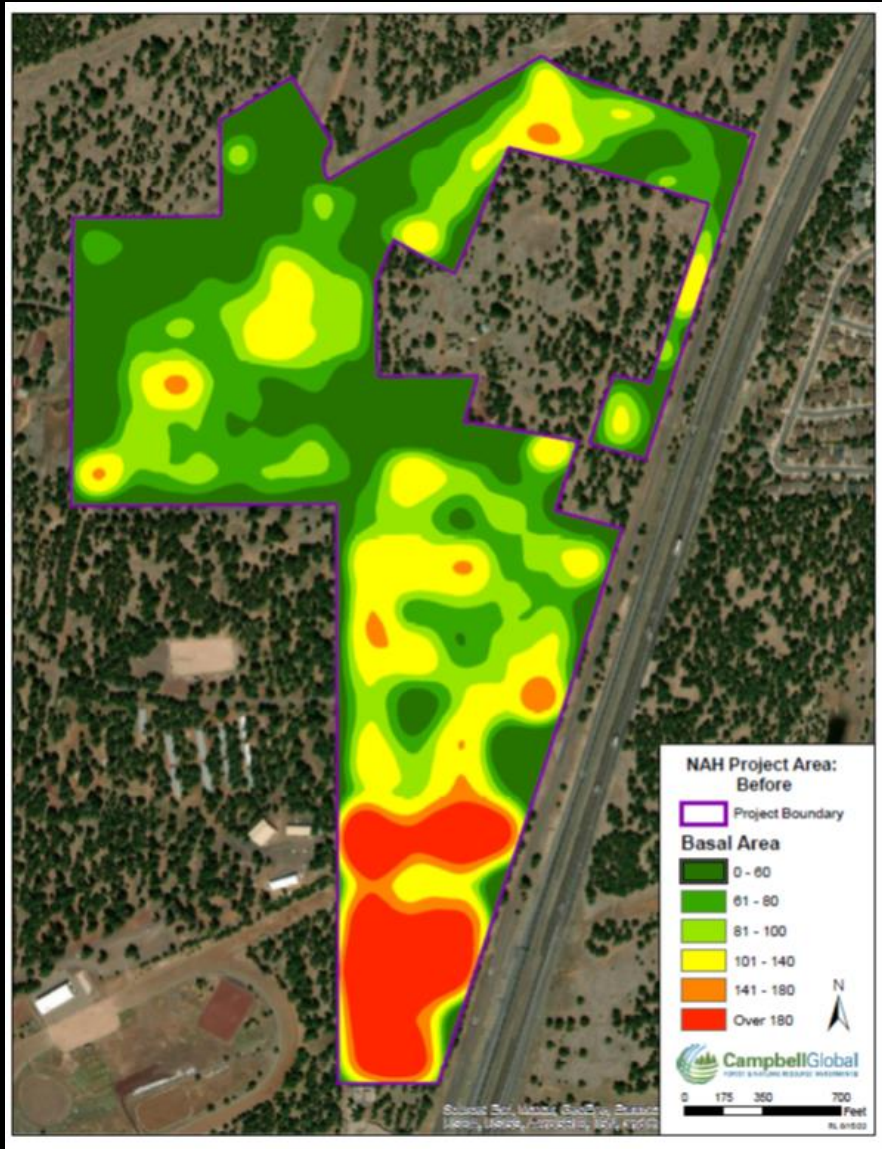 NAH Project Area:
Before
Project Boundary
Basal Area
0 - 60
61 - 80
81 - 100
101 - 140
141 - 180
Over 180
N
CampbellGlobal
FOREST & NATURAL RESOURCE INVESTMENTS
0 175 350 700
Feet